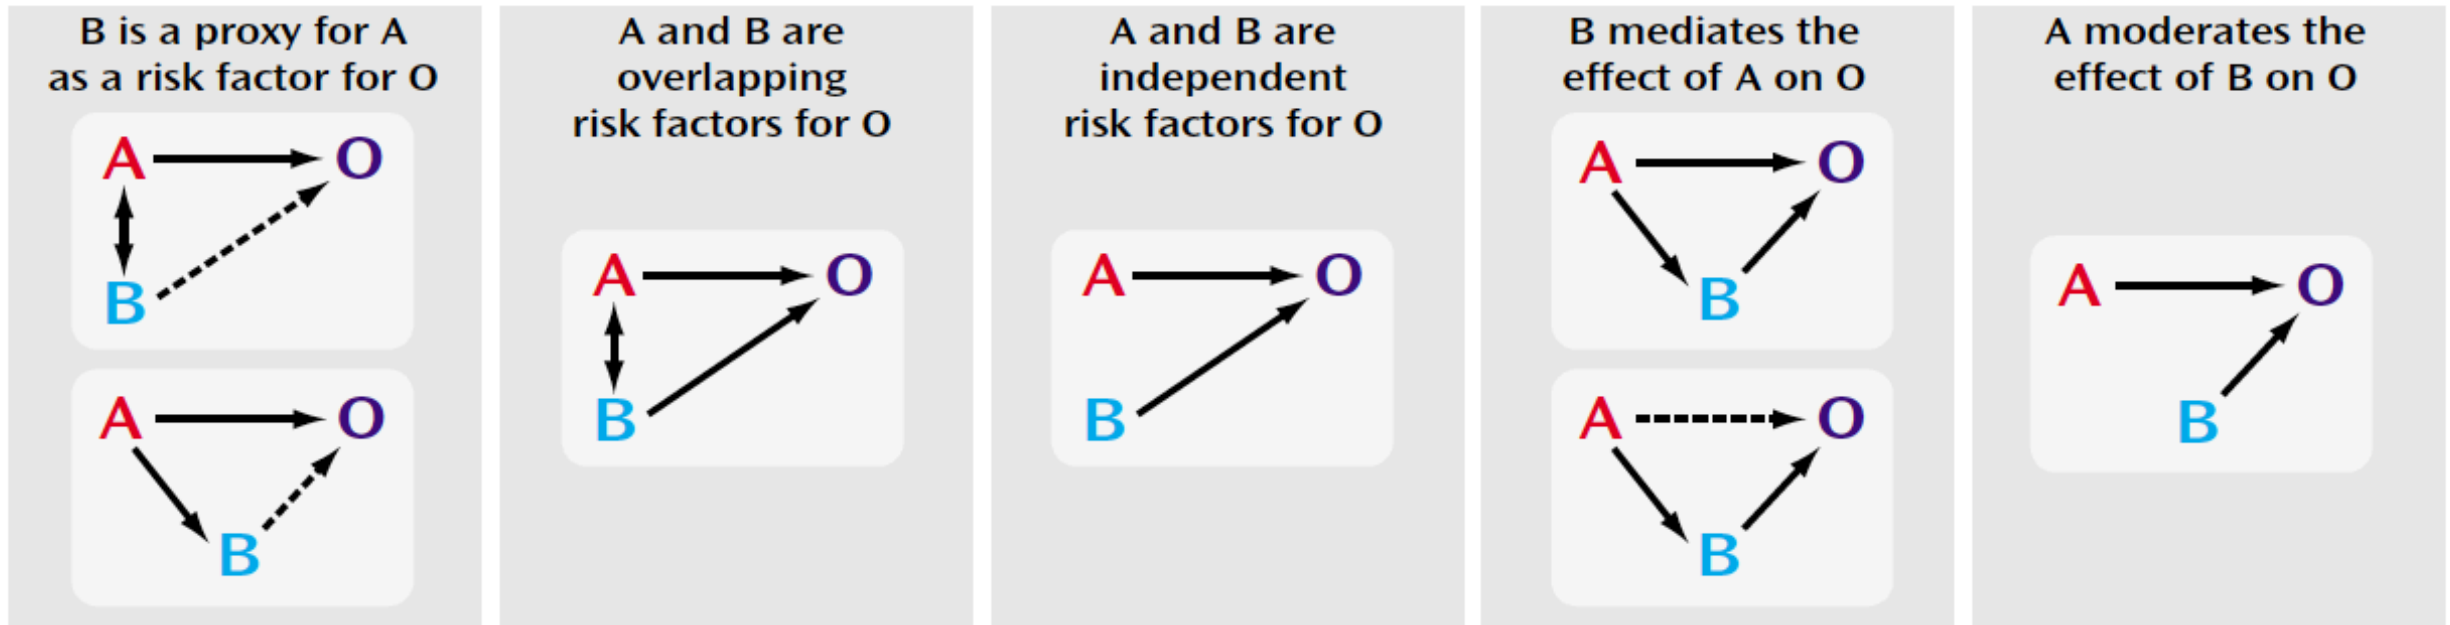 B is a proxy for A
as a risk factor for O
A O
B
A O
B
A and B are
overlapping
risk factors for O
A O
B
A and B are
independent
risk factors for O
A O
B
B mediates the
effect of A on O
A O
B
A O
B
A moderates the
effect of B on O
A O
B